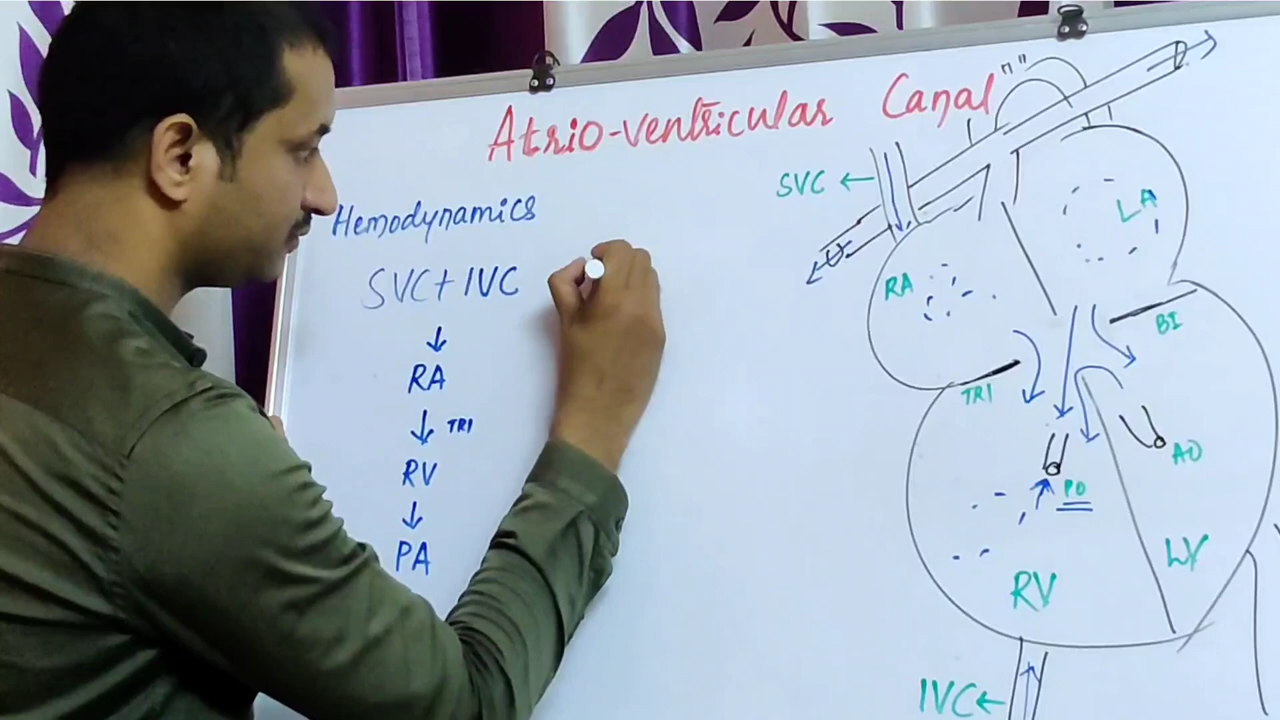 Atrio-ventricular Canal
Hemodynamics
SVC + IVC
↓
RA
↓ TRI
RV
↓
PA
SVC ←
LA
RA
BI
TRI
AO
PO
LV
RV
IVC ←